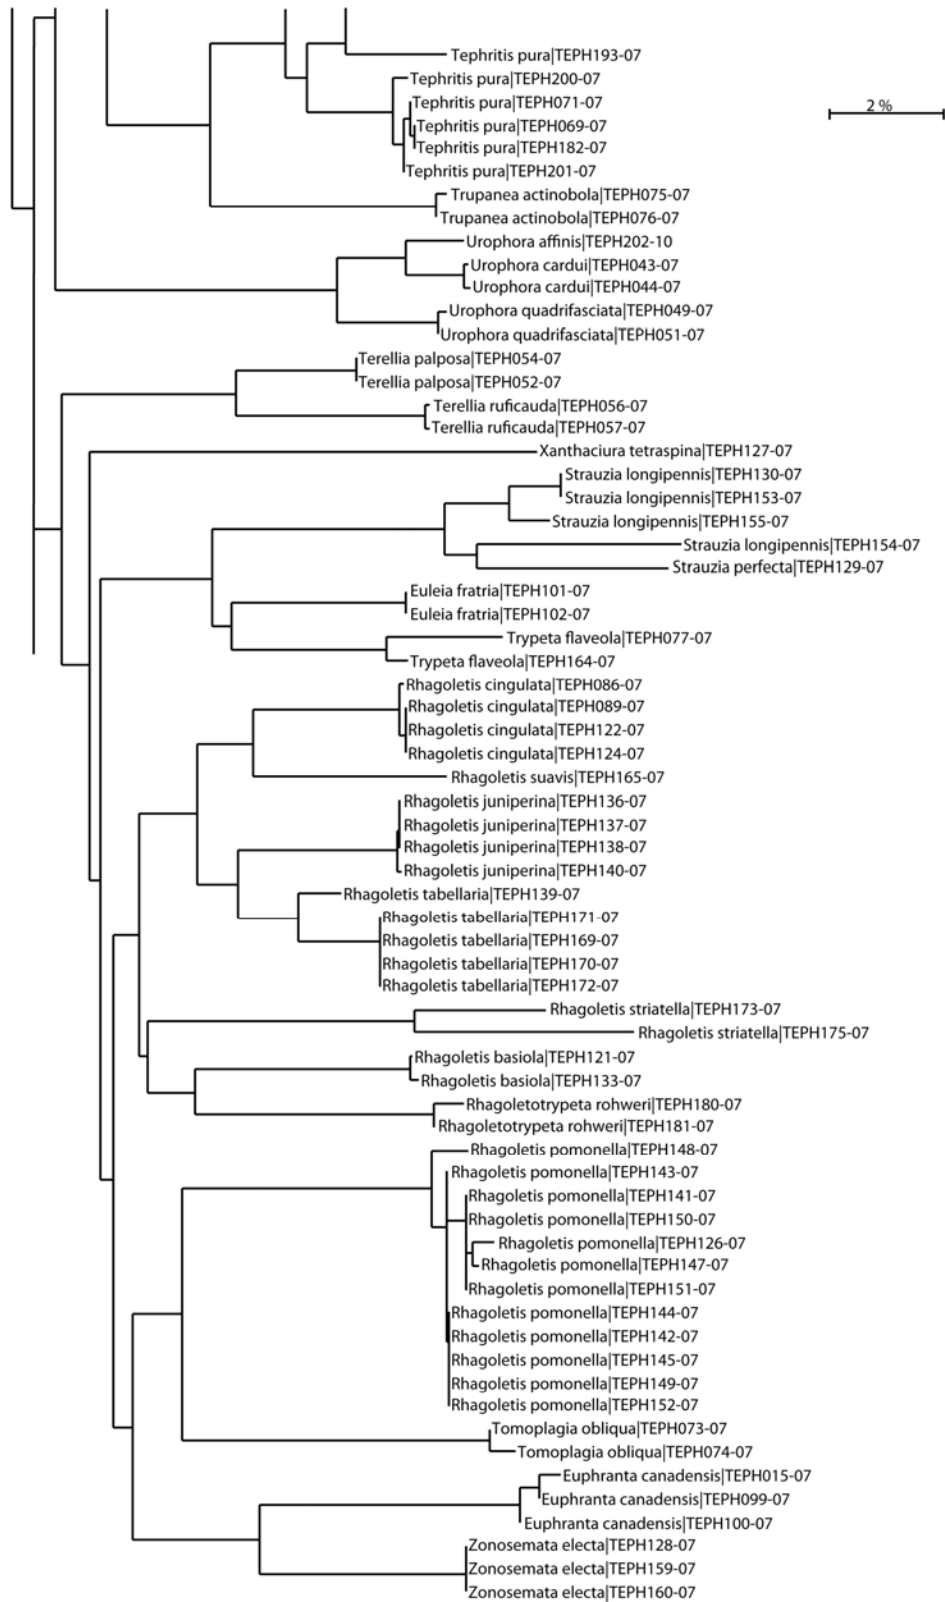 Tephritis pura|TEPH193-07
Tephritis pura|TEPH200-07
Tephritis pura|TEPH071-07
2 %
Tephritis pura|TEPH069-07
Tephritis pura|TEPH182-07
Tephritis pura|TEPH201-07
Trupanea actinobola|TEPH075-07
Trupanea actinobola|TEPH076-07
Urophora affinis|TEPH202-10
Urophora cardui|TEPH043-07
Urophora cardui|TEPH044-07
Urophora quadrifasciata|TEPH049-07
Urophora quadrifasciata|TEPH051-07
Terellia palposa|TEPH054-07
Terellia palposa|TEPH052-07
Terellia ruficauda|TEPH056-07
Terellia ruficauda|TEPH057-07
Xanthaciura tetraspina|TEPH127-07
Strauzia longipennis|TEPH130-07
Strauzia longipennis|TEPH153-07
Strauzia longipennis|TEPH155-07
Strauzia longipennis|TEPH154-07
Strauzia perfecta|TEPH129-07
Euleia fratria|TEPH101-07
Euleia fratria|TEPH102-07
Trypeta flaveola|TEPH077-07
Trypeta flaveola|TEPH164-07
Rhagoletis cingulata|TEPH086-07
Rhagoletis cingulata|TEPH089-07
Rhagoletis cingulata|TEPH122-07
Rhagoletis cingulata|TEPH124-07
Rhagoletis suavis|TEPH165-07
Rhagoletis juniperina|TEPH136-07
Rhagoletis juniperina|TEPH137-07
Rhagoletis juniperina|TEPH138-07
Rhagoletis juniperina|TEPH140-07
Rhagoletis tabellaria|TEPH139-07
Rhagoletis tabellaria|TEPH171-07
Rhagoletis tabellaria|TEPH169-07
Rhagoletis tabellaria|TEPH170-07
Rhagoletis tabellaria|TEPH172-07
Rhagoletis striatella|TEPH173-07
Rhagoletis striatella|TEPH175-07
Rhagoletis basiola|TEPH121-07
Rhagoletis basiola|TEPH133-07
Rhagoletotrypeta rohweri|TEPH180-07
Rhagoletotrypeta rohweri|TEPH181-07
Rhagoletis pomonella|TEPH148-07
Rhagoletis pomonella|TEPH143-07
Rhagoletis pomonella|TEPH141-07
Rhagoletis pomonella|TEPH150-07
Rhagoletis pomonella|TEPH126-07
Rhagoletis pomonella|TEPH147-07
Rhagoletis pomonella|TEPH151-07
Rhagoletis pomonella|TEPH144-07
Rhagoletis pomonella|TEPH142-07
Rhagoletis pomonella|TEPH145-07
Rhagoletis pomonella|TEPH149-07
Rhagoletis pomonella|TEPH152-07
Tomoplagia obliqua|TEPH073-07
Tomoplagia obliqua|TEPH074-07
Euphranta canadensis|TEPH015-07
Euphranta canadensis|TEPH099-07
Euphranta canadensis|TEPH100-07
Zonosemata electa|TEPH128-07
Zonosemata electa|TEPH159-07
Zonosemata electa|TEPH160-07